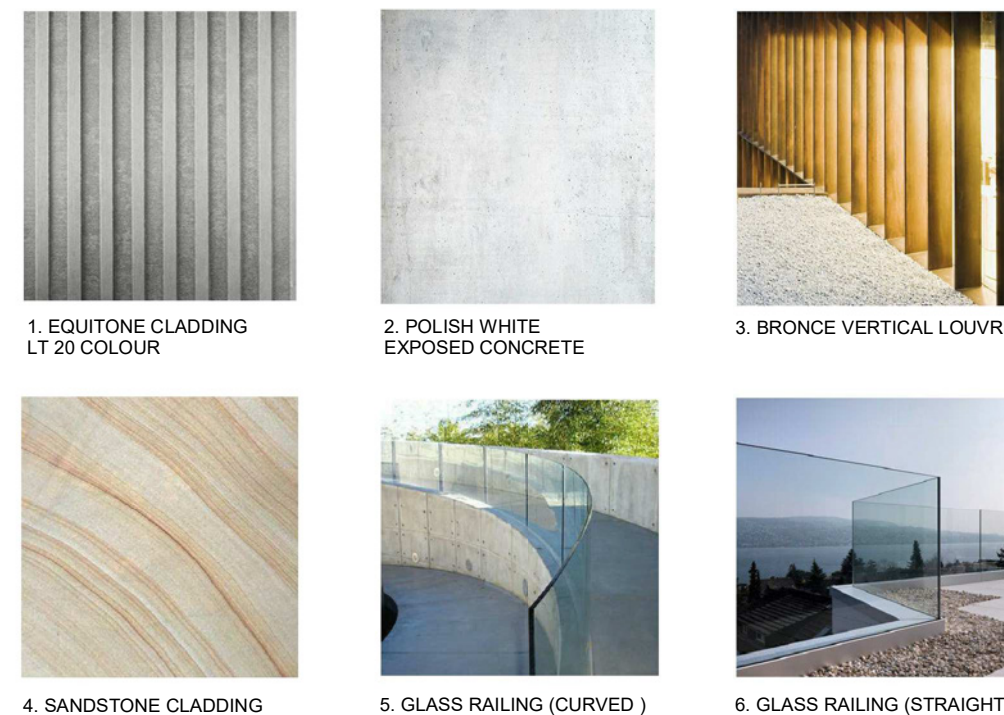 1. EQUITONE CLADDING
LT 20 COLOUR
2. POLISH WHITE
EXPOSED CONCRETE
3. BRONCE VERTICAL LOUVR
4. SANDSTONE CLADDING
5. GLASS RAILING (CURVED )
6. GLASS RAILING (STRAIGHT